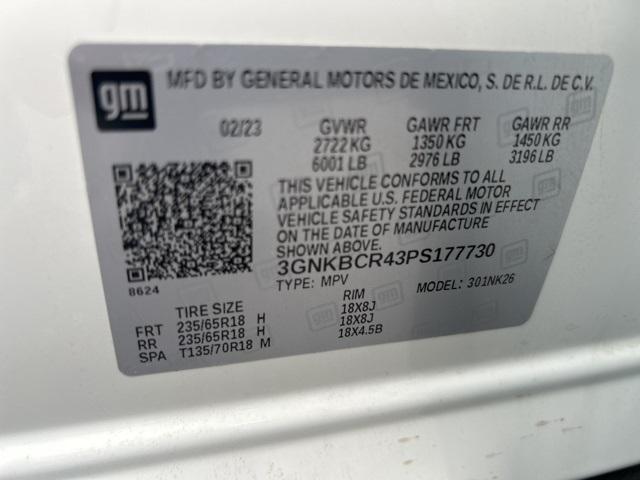 gm MFD BY GENERAL MOTORS DE MEXICO, S. DE R.L. DE C.V.
02/23 GVWR GAWR FRT GAWR RR
2722 KG 1350 KG 1450 KG
6001 LB 2976 LB 3196 LB
THIS VEHICLE CONFORMS TO ALL
APPLICABLE U.S. FEDERAL MOTOR
VEHICLE SAFETY STANDARDS IN EFFECT
ON THE DATE OF MANUFACTURE
SHOWN ABOVE.
3GNKBCR43PS177730
8624 TYPE: MPV MODEL: 301NK26
TIRE SIZE RIM
FRT 235/65R18 H 18X8J
RR 235/65R18 H 18X8J
SPA T135/70R18 M 18X4.5B